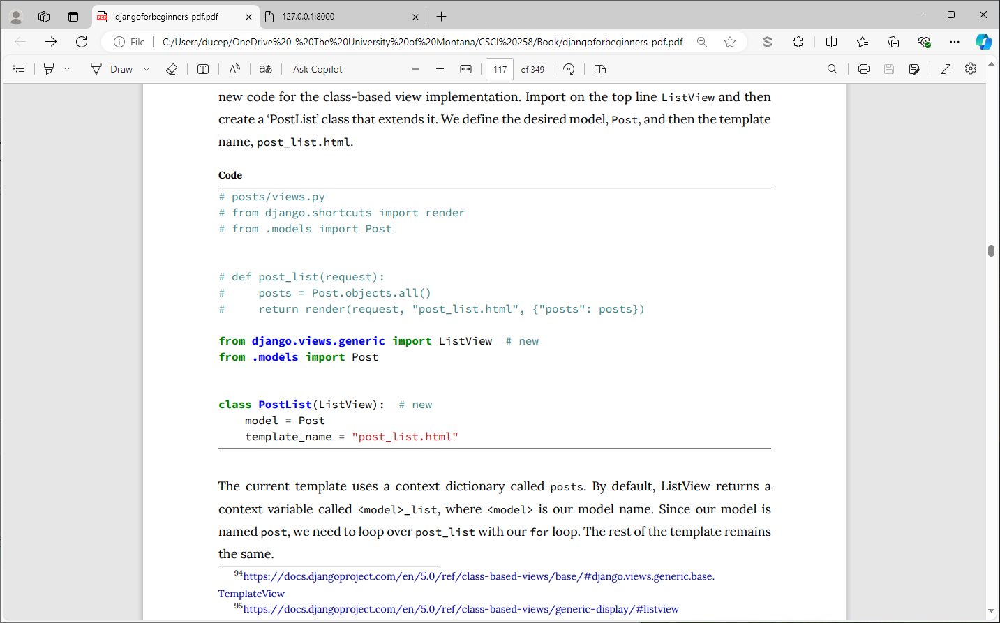 djangoforbeginners-pdf.pdf
127.0.0.1:8000
File
C:/Users/ducep/OneDrive%20-%20The%20University%20of%20Montana/CSCI%20258/Book/djangoforbeginners-pdf.pdf
Draw
Ask Copilot
117 of 349
new code for the class-based view implementation. Import on the top line ListView and then
create a ‘PostList’ class that extends it. We define the desired model, Post, and then the template
name, post_list.html.
Code
# posts/views.py
# from django.shortcuts import render
# from .models import Post
# def post_list(request):
#     posts = Post.objects.all()
#     return render(request, "post_list.html", {"posts": posts})
from django.views.generic import ListView  # new
from .models import Post
class PostList(ListView):  # new
    model = Post
    template_name = "post_list.html"
The current template uses a context dictionary called posts. By default, ListView returns a
context variable called <model>_list, where <model> is our model name. Since our model is
named post, we need to loop over post_list with our for loop. The rest of the template remains
the same.
94https://docs.djangoproject.com/en/5.0/ref/class-based-views/base/#django.views.generic.base.
TemplateView
95https://docs.djangoproject.com/en/5.0/ref/class-based-views/generic-display/#listview